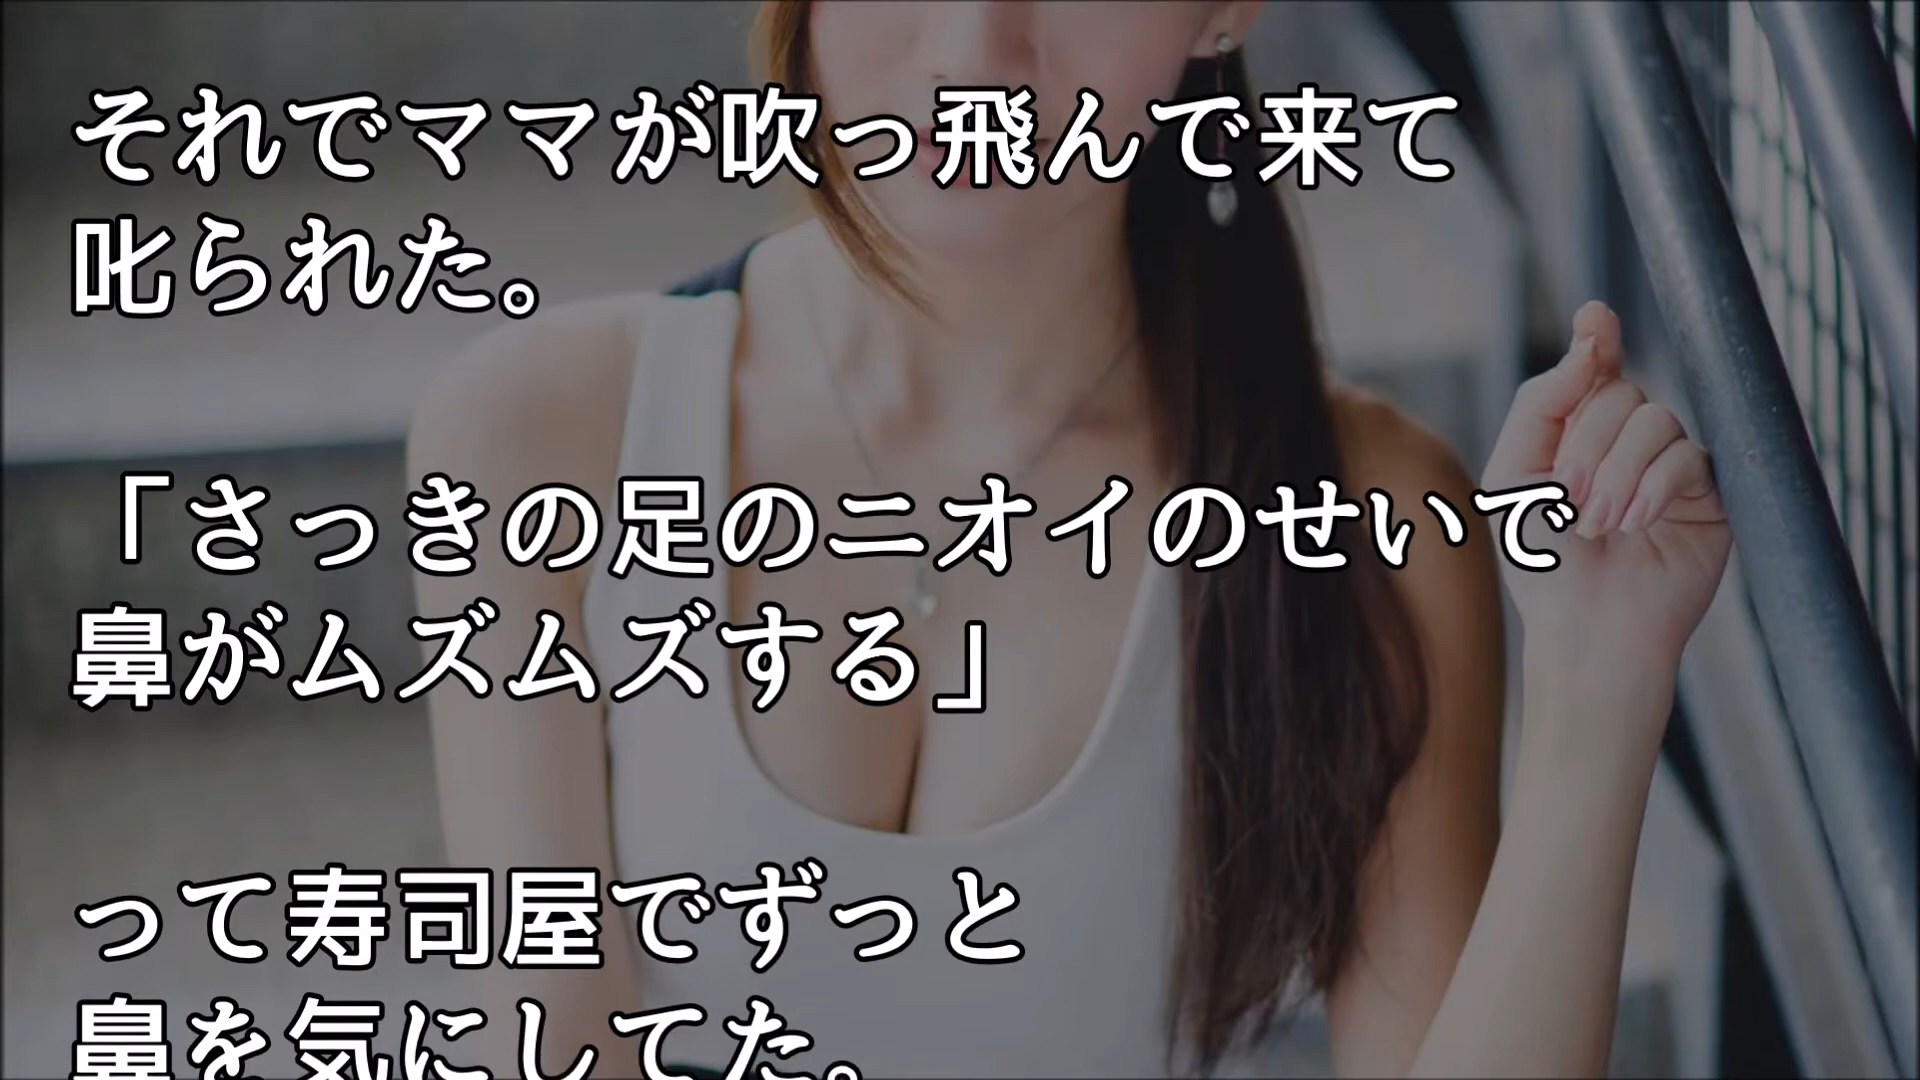 それでママが吹っ飛んで来て
叱られた。
「さっきの足のニオイのせいで
鼻がムズムズする」
って寿司屋でずっと
鼻を気にしてた。